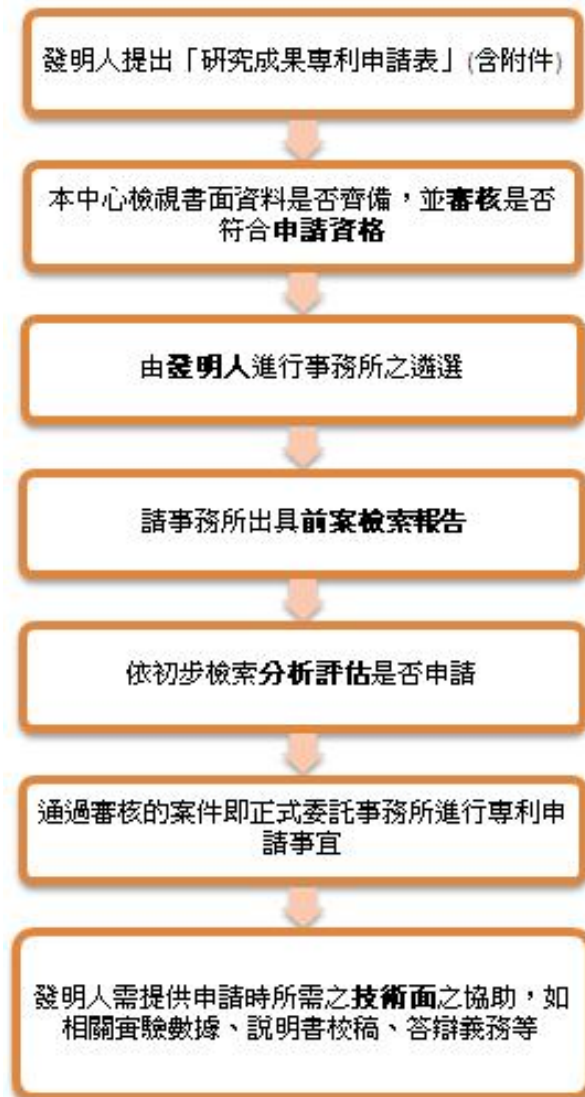 發明人提出「研究成果專利申請表」(含附件)
本中心檢視書面資料是否齊備，並審核是否
符合申請資格
由發明人進行事務所之遴選
請事務所出具前案檢索報告
依初步檢索分析評估是否申請
通過審核的案件即正式委託事務所進行專利申
請事宜
發明人需提供申請時所需之技術面之協助，如
相關實驗數據、說明書校稿、答辯義務等